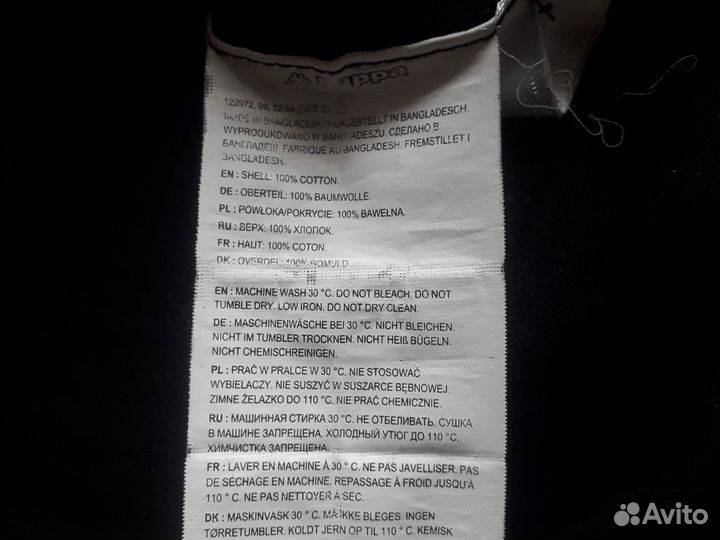 Kappa
122972, 99, 52-54 (SIZE S)
MADE IN BANGLADESH. HERGESTELLT IN BANGLADESCH.
WYPRODUKOWANO W BANGLADESZU. СДЕЛАНО В
БАНГЛАДЕШ. FABRIQUÉ AU BANGLADESH. FREMSTILLET I
BANGLADESH.
EN : SHELL: 100% COTTON.
DE : OBERTEIL: 100% BAUMWOLLE.
PL : POWŁOKA/POKRYCIE: 100% BAWEŁNA.
RU : ВЕРХ: 100% ХЛОПОК.
FR : HAUT: 100% COTON.
DK : OVERDEL: 100% BOMULD.
EN : MACHINE WASH 30 °C. DO NOT BLEACH. DO NOT
TUMBLE DRY. LOW IRON. DO NOT DRY CLEAN.
DE : MASCHINENWÄSCHE BEI 30 °C. NICHT BLEICHEN.
NICHT IM TUMBLER TROCKNEN. NICHT HEIß BÜGELN.
NICHT CHEMISCHREINIGEN.
PL : PRAĆ W PRALCE W 30 °C. NIE STOSOWAĆ
WYBIELACZY. NIE SUSZYĆ W SUSZARCE BĘBNOWEJ.
ZIMNE ŻELAZKO DO 110 °C. NIE PRAĆ CHEMICZNIE.
RU : МАШИННАЯ СТИРКА 30 °C. НЕ ОТБЕЛИВАТЬ. СУШКА
В МАШИНЕ ЗАПРЕЩЕНА. ХОЛОДНЫЙ УТЮГ ДО 110 °C.
ХИМЧИСТКА ЗАПРЕЩЕНА.
FR : LAVER EN MACHINE À 30 ° C. NE PAS JAVELLISER. PAS
DE SÉCHAGE EN MACHINE. REPASSAGE À FROID JUSQU'À
110 ° C. NE PAS NETTOYER A SEC.
DK : MASKINVASK 30 °C. MÅ IKKE BLEGES. INGEN
TØRRETUMBLER. KOLDT JERN OP TIL 110 °C. KEMISK
Avito